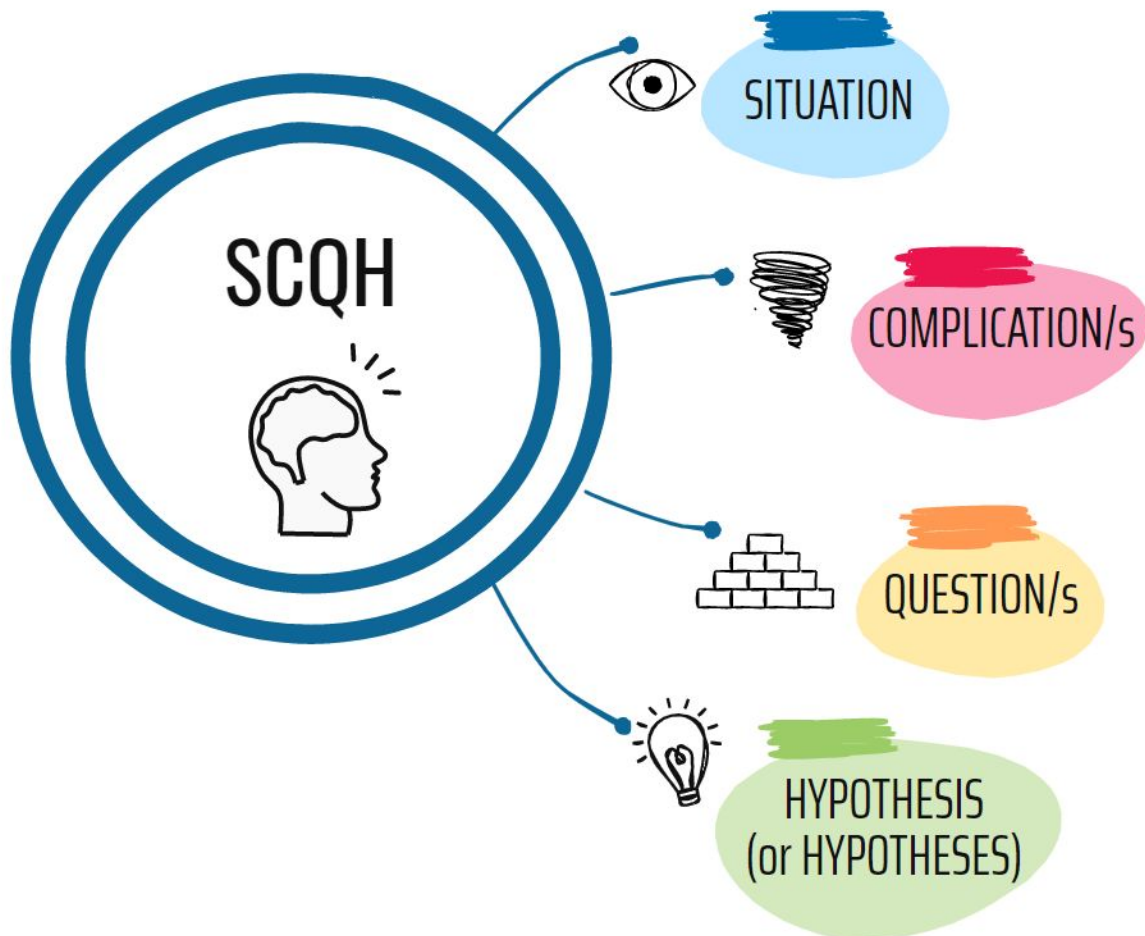 SCQH
SITUATION
COMPLICATION/s
QUESTION/s
HYPOTHESIS
(or HYPOTHESES)